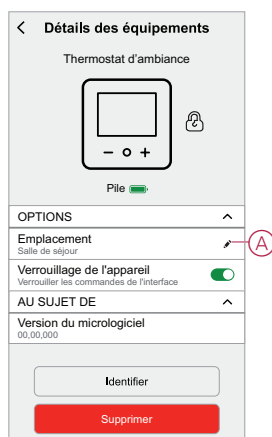 Détails des équipements
Thermostat d'ambiance
Pile
OPTIONS
Emplacement
Salle de séjour
A
Verrouillage de l'appareil
Verrouiller les commandes de l'interface
AU SUJET DE
Version du micrologiciel
00,00,000
Identifier
Supprimer